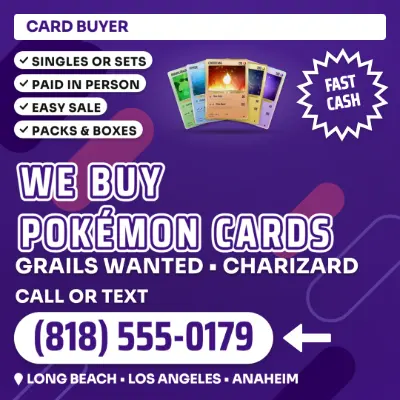 CARD BUYER
SINGLES OR SETS
PAID IN PERSON
EASY SALE
PACKS & BOXES
FAST
CASH
WE BUY
POKÉMON CARDS
GRAILS WANTED • CHARIZARD
CALL OR TEXT
(818) 555-0179
LONG BEACH • LOS ANGELES • ANAHEIM